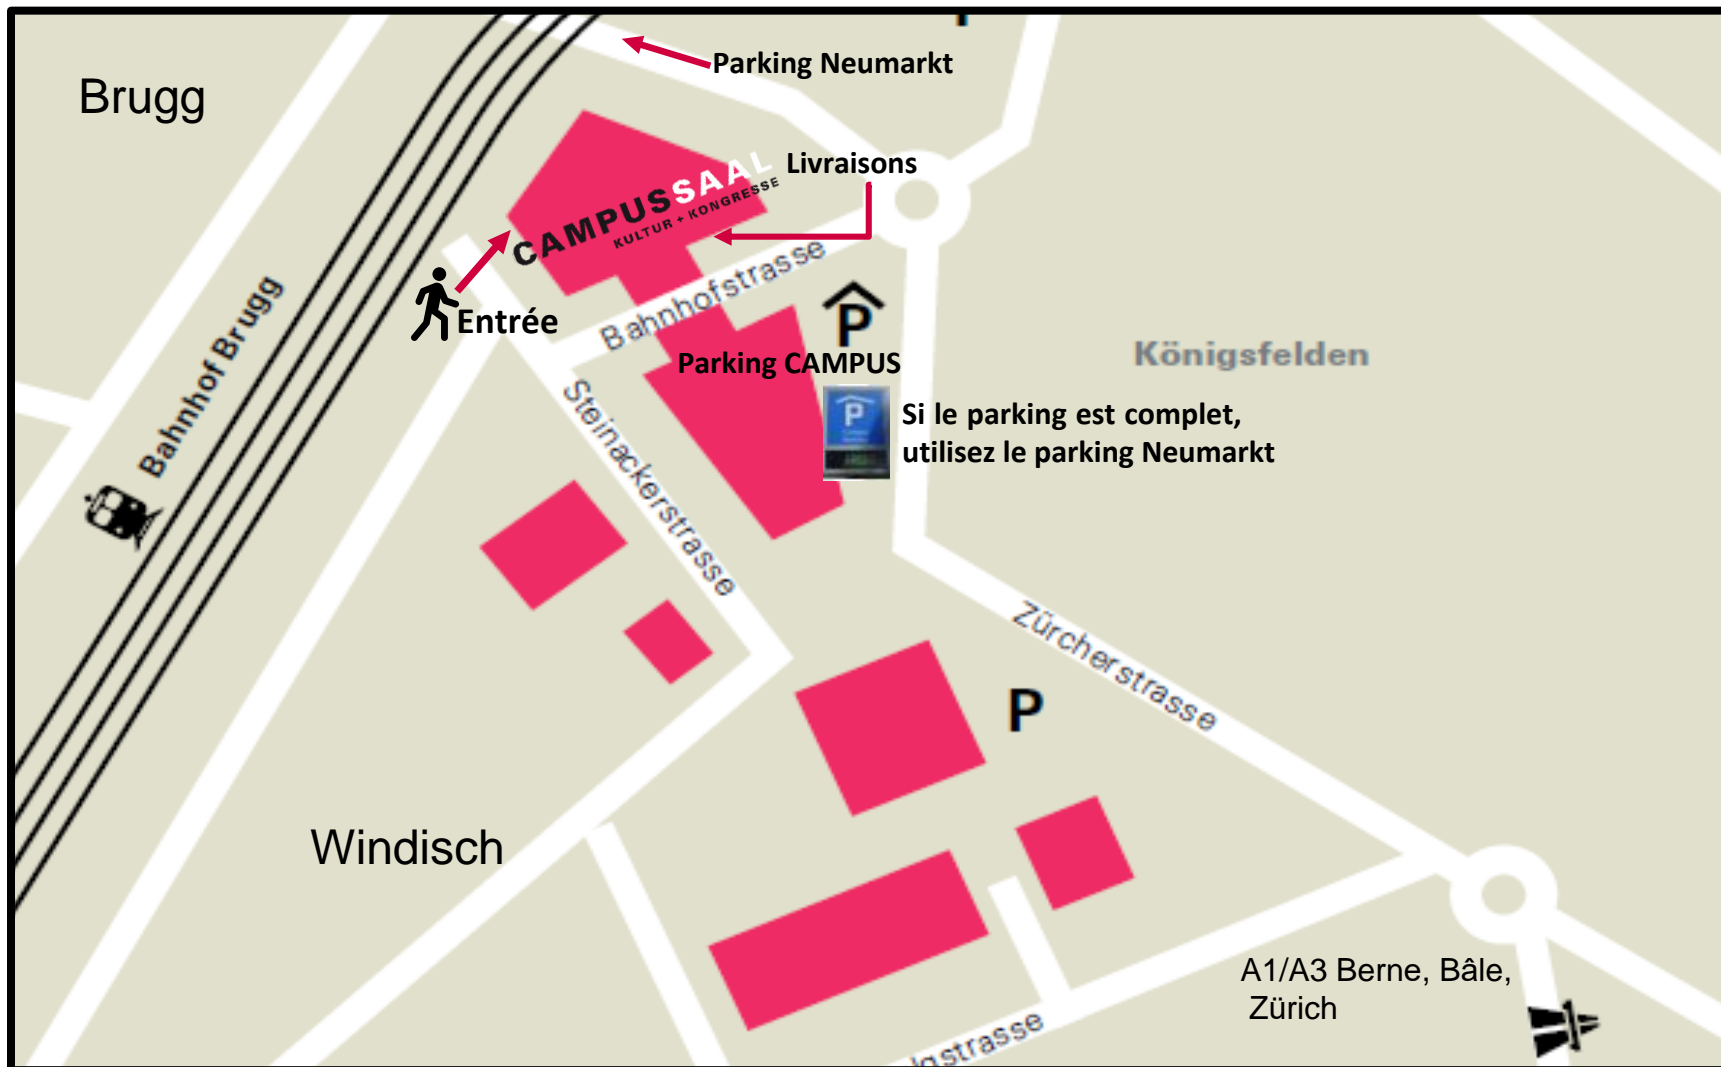 Parking Neumarkt
Brugg
Livraisons
CAMPUSSAAL
KULTUR + KONGRESSE
Bahnhofstrasse
Entrée
Bahnhof Brugg
P
Parking CAMPUS
Königsfelden
P
Si le parking est complet,
utilisez le parking Neumarkt
Steinackerstrasse
Zürcherstrasse
P
Windisch
A1/A3 Berne, Bâle,
Zürich
gstrasse